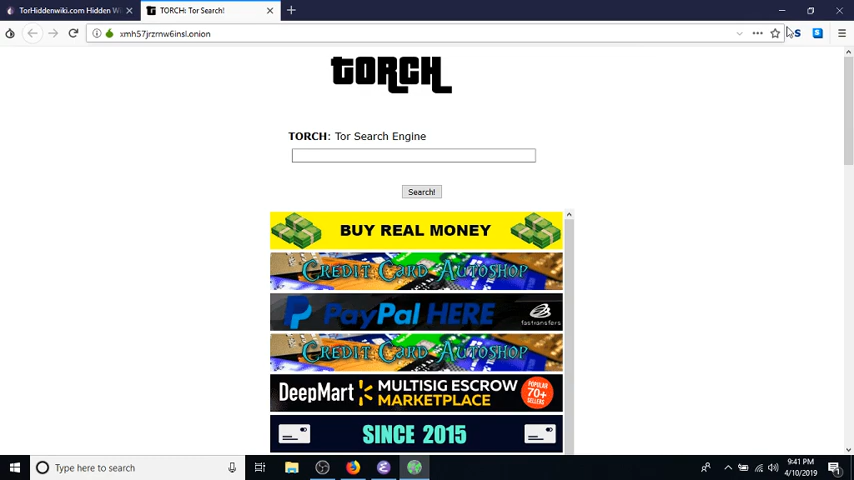 TorHiddenwiki.com Hidden Wi
TORCH: Tor Search!
xmh57jrzrnw6insl.onion
S
S
TORCH
TORCH: Tor Search Engine
Search!
BUY REAL MONEY
CREDIT CARD AUTOSHOP
PayPal HERE
fastransfers
CREDIT CARD AUTOSHOP
DeepMart
MULTISIG ESCROW
MARKETPLACE
POPULAR
70+
SELLERS
SINCE 2015
Type here to search
9:41 PM
4/10/2019
1